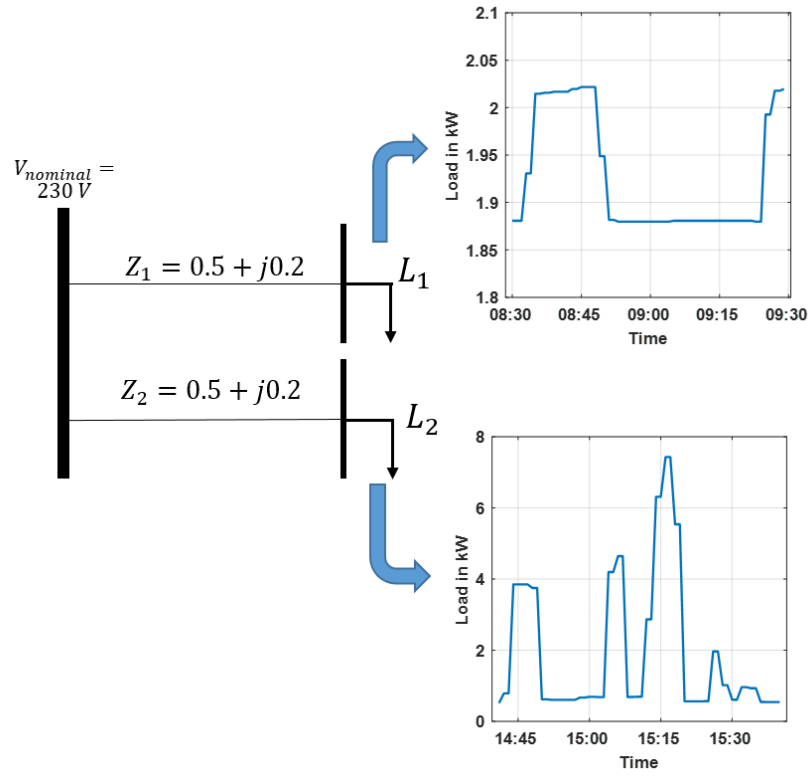 V_nominal =
230 V
Z_1 = 0.5 + j0.2
L_1
Z_2 = 0.5 + j0.2
L_2
2.1
2.05
2
1.95
1.9
1.85
1.8
Load in kW
08:30 08:45 09:00 09:15 09:30
Time
8
6
4
2
0
Load in kW
14:45 15:00 15:15 15:30
Time